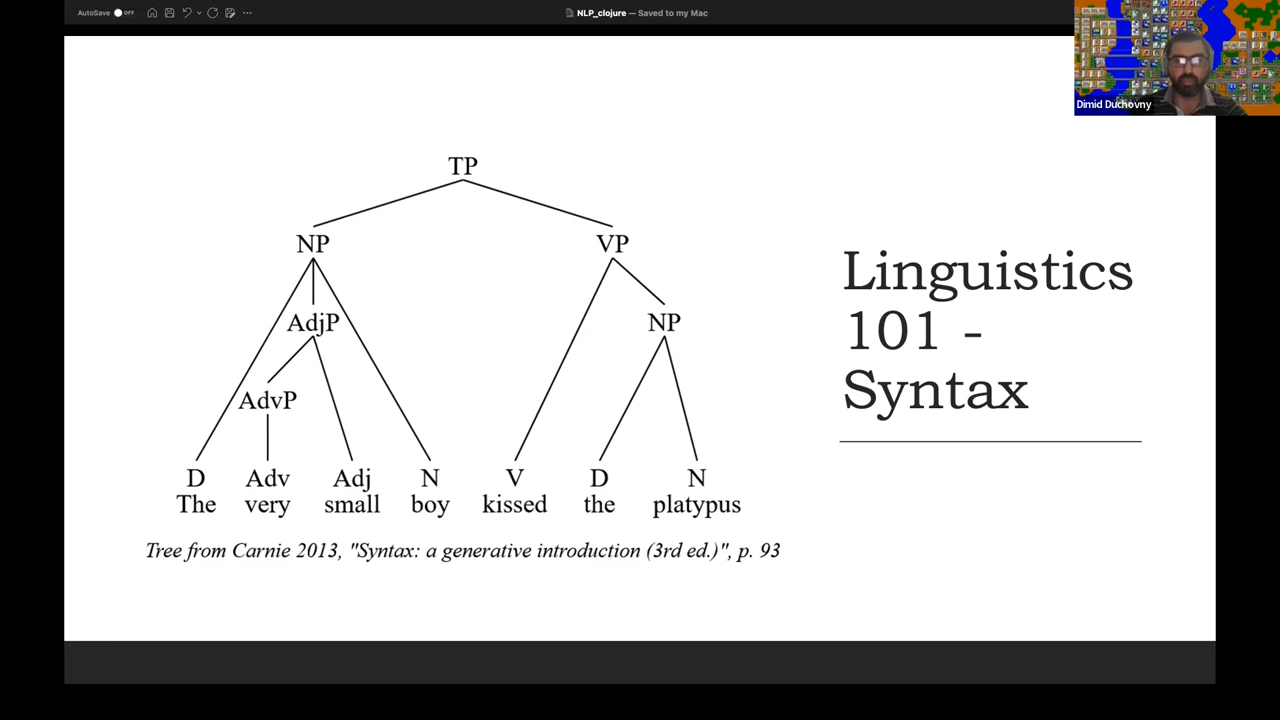 AutoSave OFF
NLP_clojure — Saved to my Mac
Dimid Duchovny
TP
NP VP
AdjP NP
AdvP
D Adv Adj N V D N
The very small boy kissed the platypus
Tree from Carnie 2013, "Syntax: a generative introduction (3rd ed.)", p. 93
Linguistics
101 -
Syntax